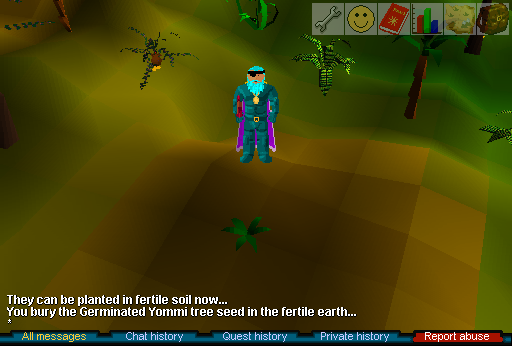 They can be planted in fertile soil now...
You bury the Germinated Yommi tree seed in the fertile earth...
*
All messages
Chat history
Quest history
Private history
Report abuse